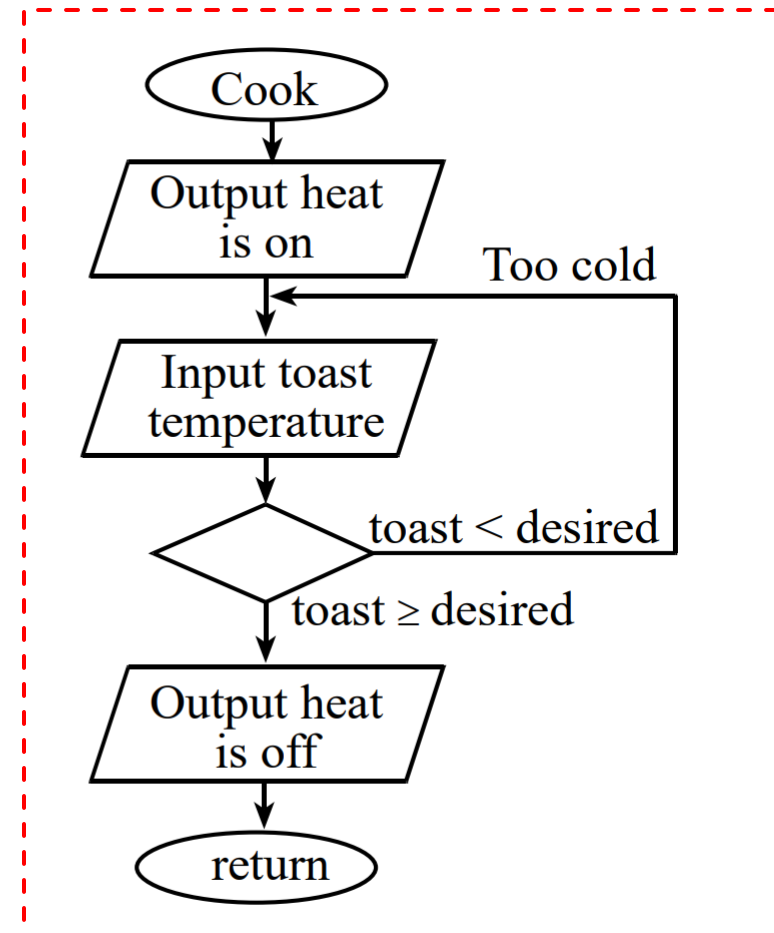 Cook
Output heat
is on
Too cold
Input toast
temperature
toast < desired
toast ≥ desired
Output heat
is off
return